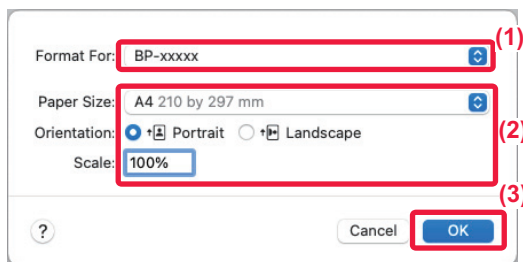 Format For: BP-xxxxx (1)
Paper Size: A4 210 by 297 mm
Orientation: Portrait Landscape (2)
Scale: 100%
(3)
? Cancel OK